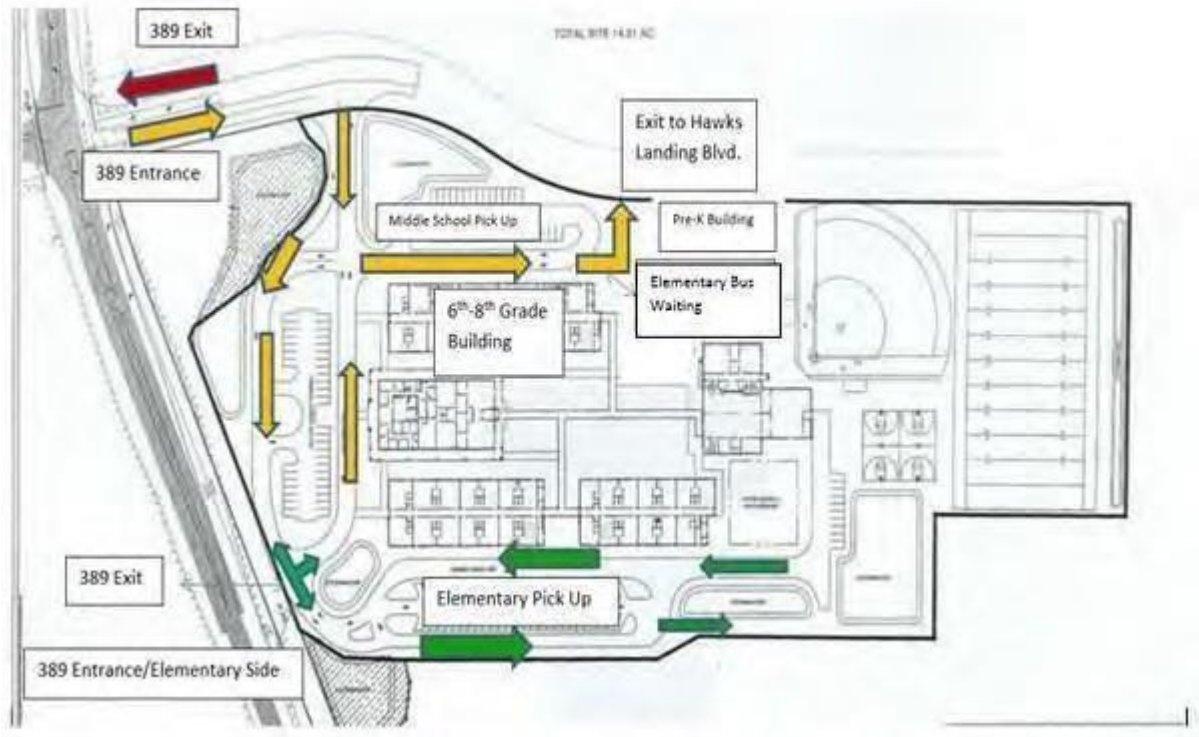 389 Exit
TOTAL SITE 14.01 AC
389 Entrance
Exit to Hawks
Landing Blvd.
Middle School Pick Up
Pre-K Building
Elementary Bus
Waiting
6th-8th Grade
Building
389 Exit
Elementary Pick Up
389 Entrance/Elementary Side